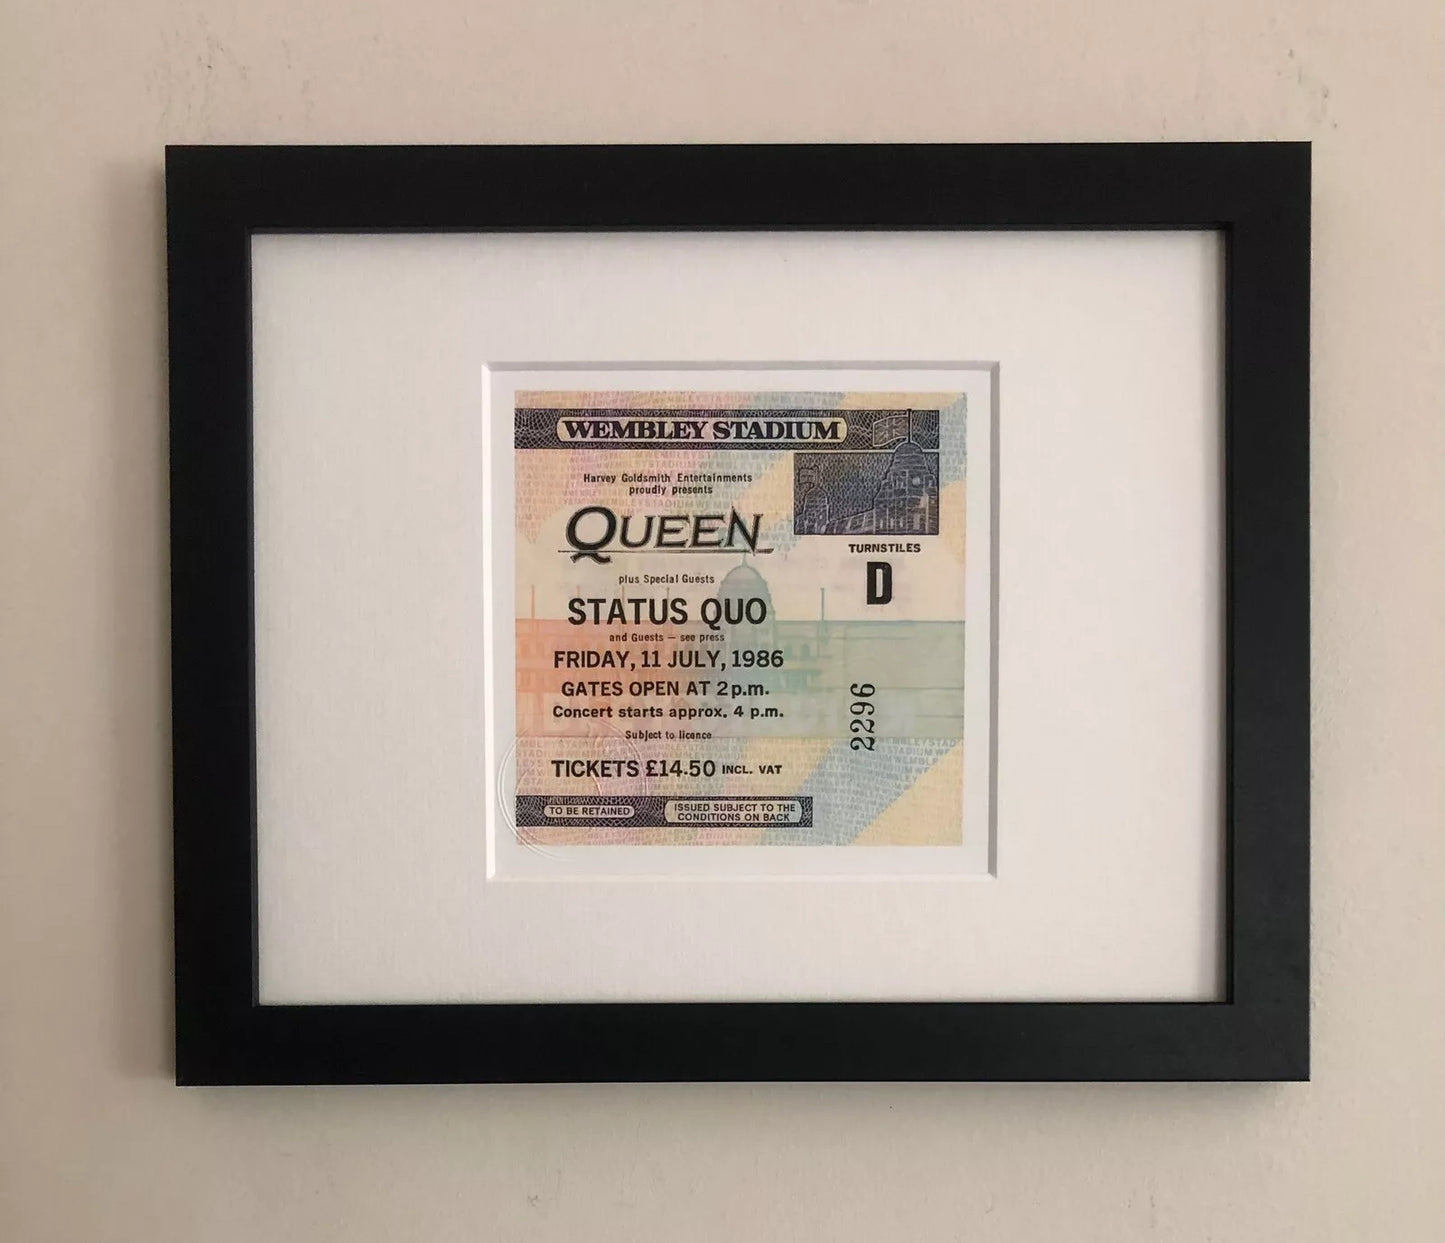 WEMBLEY STADIUM
Harvey Goldsmith Entertainments
proudly presents
QUEEN
plus Special Guests
STATUS QUO
and Guests — see press
FRIDAY, 11 JULY, 1986
GATES OPEN AT 2 p.m.
Concert starts approx. 4 p.m.
Subject to licence
TICKETS £14.50 INCL. VAT
TO BE RETAINED
ISSUED SUBJECT TO THE
CONDITIONS ON BACK
TURNSTILES
D
2296